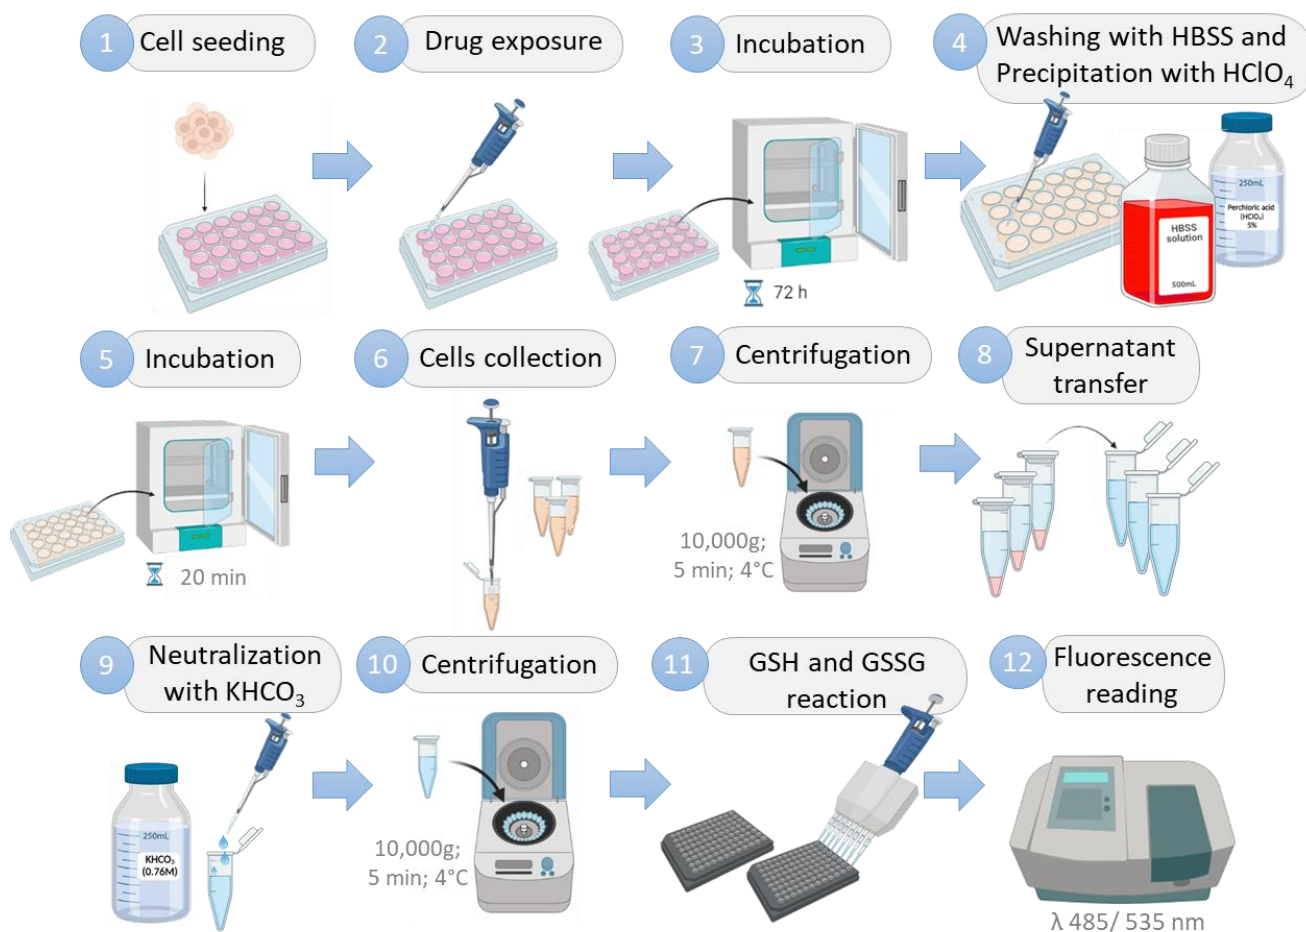 1 Cell seeding
2 Drug exposure
3 Incubation
4 Washing with HBSS and
Precipitation with HClO₄
72 h
HBSS
solution
500mL
250mL
Perchloric acid
(HClO₄)
5%
5 Incubation
6 Cells collection
7 Centrifugation
8 Supernatant
transfer
20 min
10,000g;
5 min; 4°C
9 Neutralization
with KHCO₃
10 Centrifugation
11 GSH and GSSG
reaction
12 Fluorescence
reading
250mL
KHCO₃
(0.76M)
10,000g;
5 min; 4°C
λ 485/ 535 nm